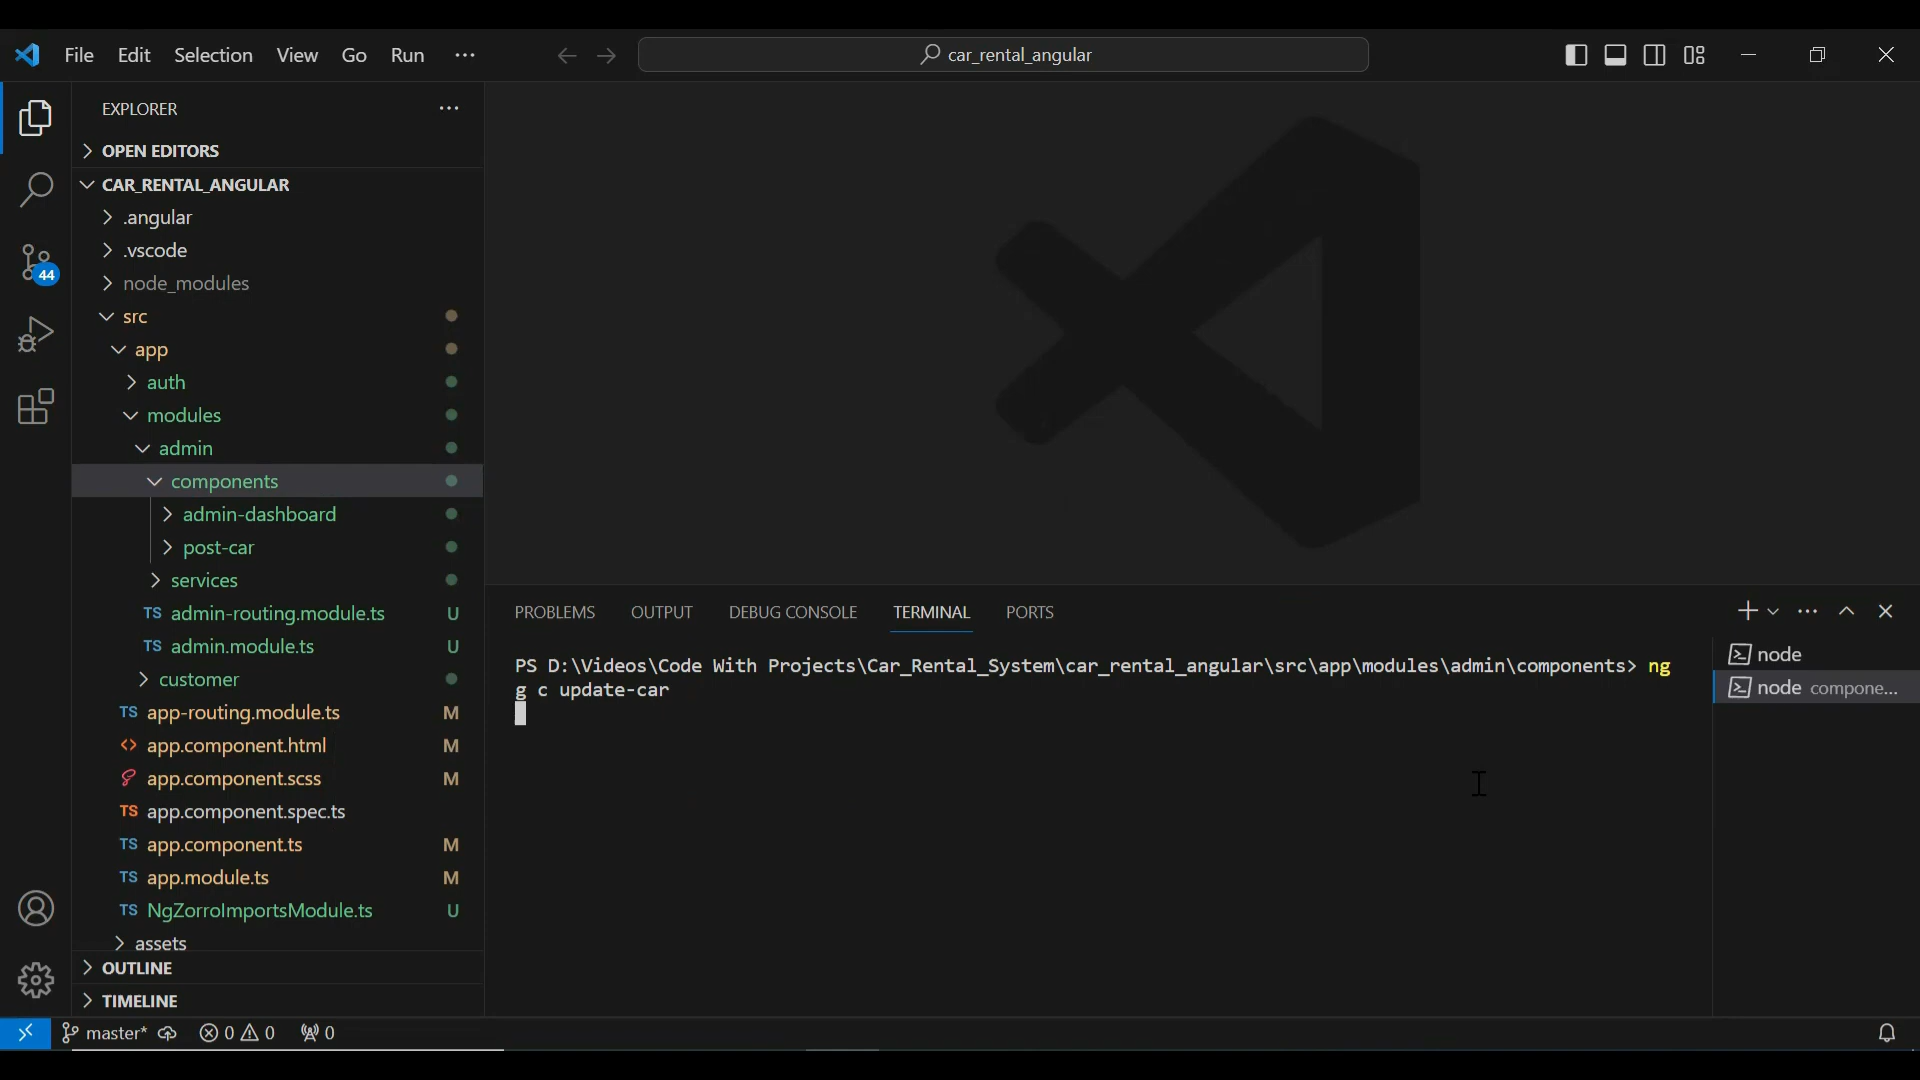 File Edit Selection View Go Run ···
car_rental_angular
EXPLORER ···
OPEN EDITORS
CAR_RENTAL_ANGULAR
.angular
.vscode
node_modules
src
app
auth
modules
admin
components
admin-dashboard
post-car
services
TS admin-routing.module.ts U
TS admin.module.ts U
customer
TS app-routing.module.ts M
<> app.component.html M
app.component.scss M
TS app.component.spec.ts
TS app.component.ts M
TS app.module.ts M
TS NgZorroImportsModule.ts U
assets
OUTLINE
TIMELINE
44
PROBLEMS OUTPUT DEBUG CONSOLE TERMINAL PORTS
PS D:\Videos\Code With Projects\Car_Rental_System\car_rental_angular\src\app\modules\admin\components> ng
g c update-car
node
node compone...
master* 0 0 0